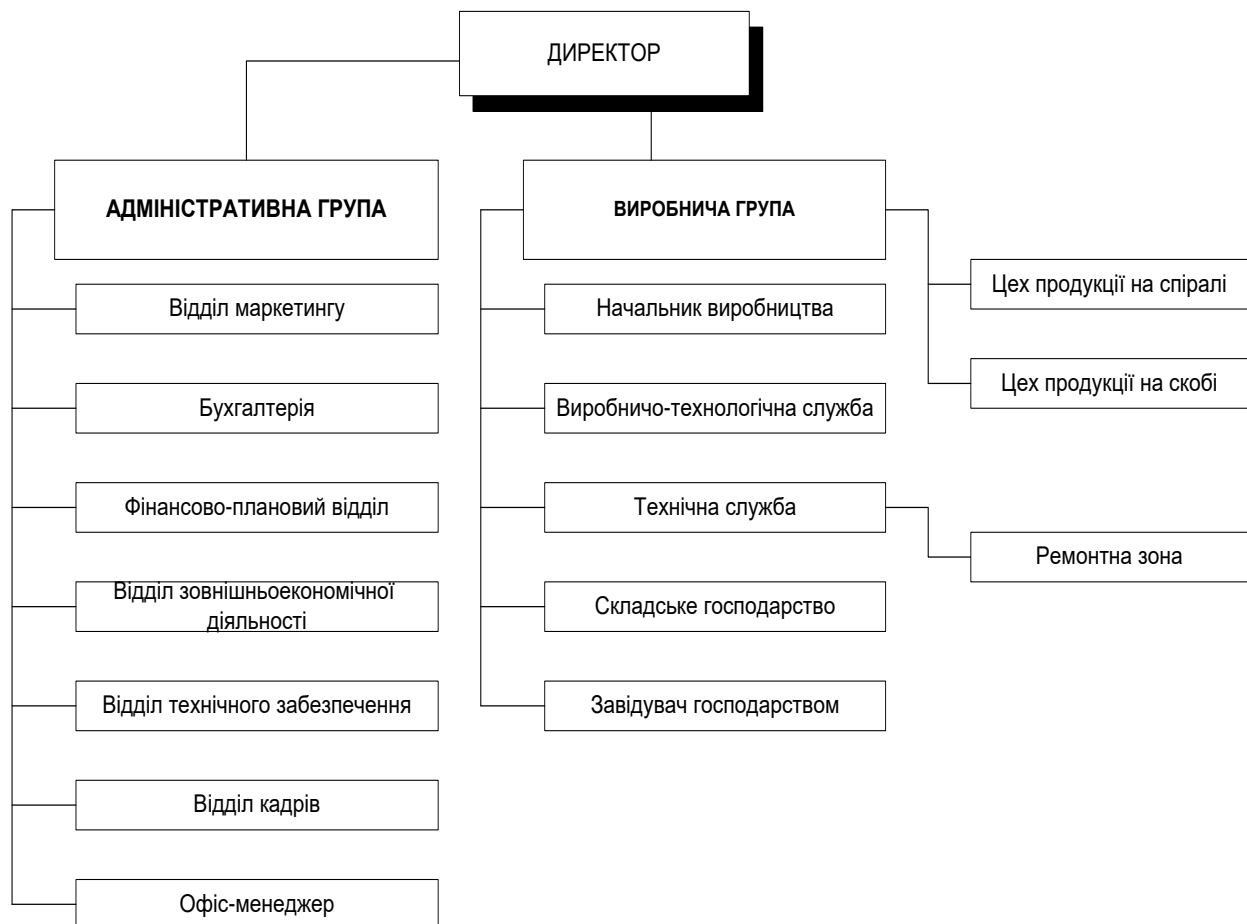 ДИРЕКТОР
АДМІНІСТРАТИВНА ГРУПА
Відділ маркетингу
Бухгалтерія
Фінансово-плановий відділ
Відділ зовнішньоекономічної
діяльності
Відділ технічного забезпечення
Відділ кадрів
Офіс-менеджер
ВИРОБНИЧА ГРУПА
Начальник виробництва
Виробничо-технологічна служба
Технічна служба
Складське господарство
Завідувач господарством
Цех продукції на спіралі
Цех продукції на скобі
Ремонтна зона